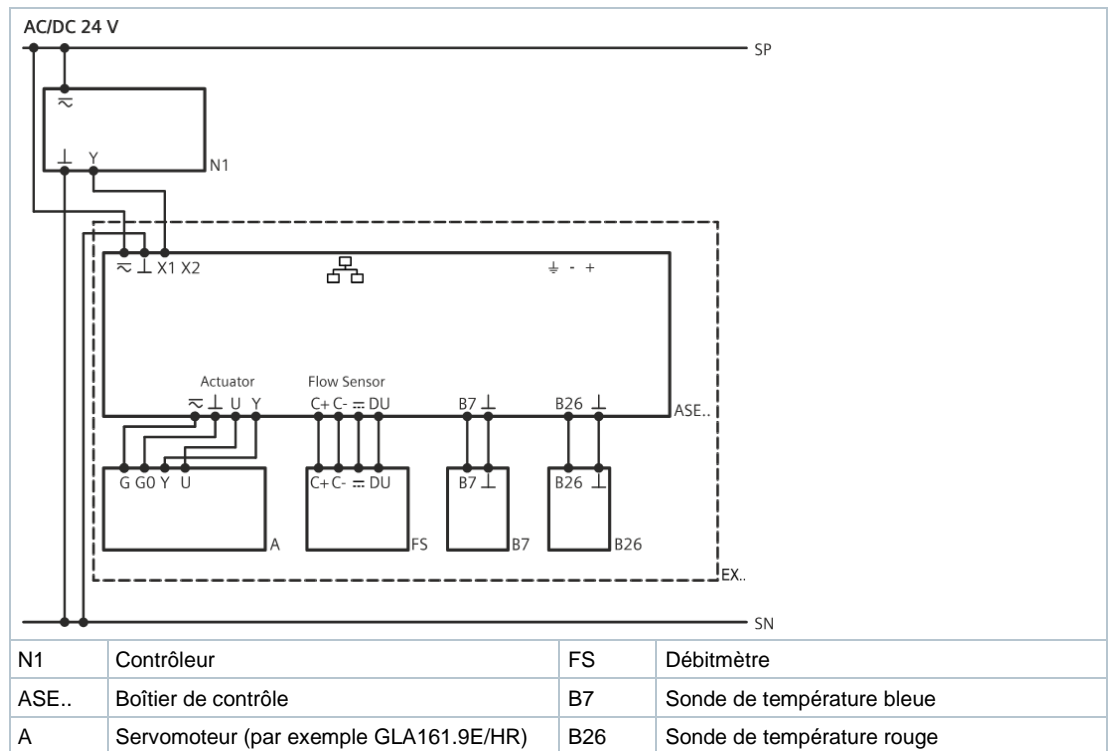 AC/DC 24 V
SP
⏦ 
⊥ Y
N1
⏦ ⊥ X1 X2
⏚ - +
Actuator
Flow Sensor
⏦ ⊥ U Y
C+ C- ⎓ DU
B7 ⊥
B26 ⊥
ASE..
G G0 Y U
C+ C- ⎓ DU
B7 ⊥
B26 ⊥
A
FS
B7
B26
EX..
SN
N1 Contrôleur FS Débitmètre
ASE.. Boîtier de contrôle B7 Sonde de température bleue
A Servomoteur (par exemple GLA161.9E/HR) B26 Sonde de température rouge